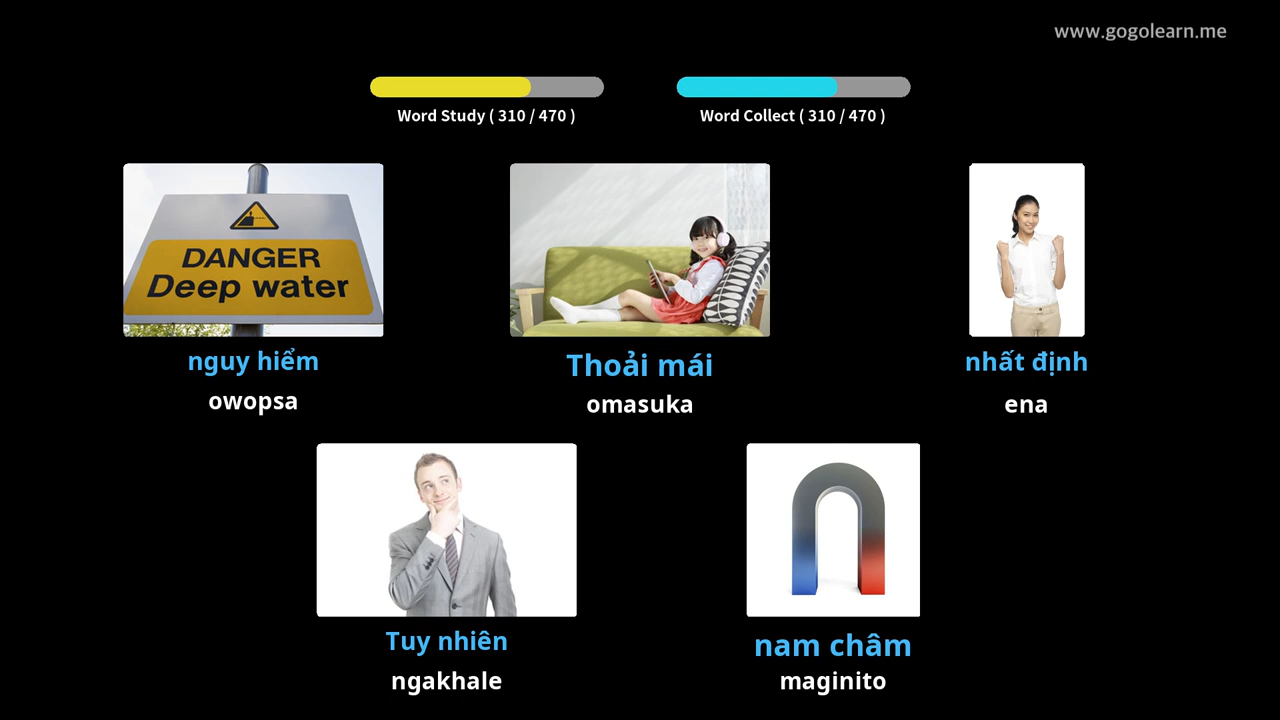 www.gogolearn.me
Word Study ( 310 / 470 )
Word Collect ( 310 / 470 )
DANGER
Deep water
nguy hiểm
owopsa
Thoải mái
omasuka
nhất định
ena
Tuy nhiên
ngakhale
nam châm
maginito